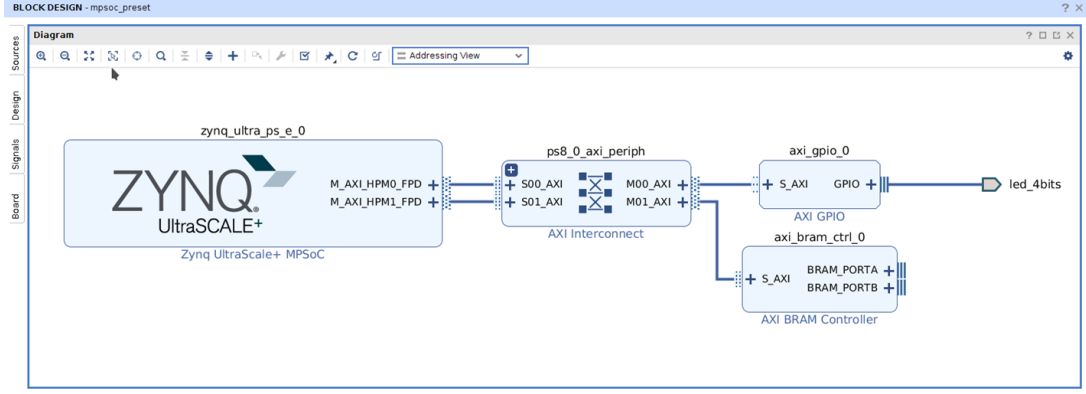 BLOCK DESIGN - mpsoc_preset
Diagram
Addressing View
Sources
Design
Signals
Board
zynq_ultra_ps_e_0
ZYNQ®
UltraSCALE+
M_AXI_HPM0_FPD
M_AXI_HPM1_FPD
Zynq UltraScale+ MPSoC
ps8_0_axi_periph
S00_AXI M00_AXI
S01_AXI M01_AXI
AXI Interconnect
axi_gpio_0
S_AXI GPIO
AXI GPIO
led_4bits
axi_bram_ctrl_0
S_AXI
BRAM_PORTA
BRAM_PORTB
AXI BRAM Controller